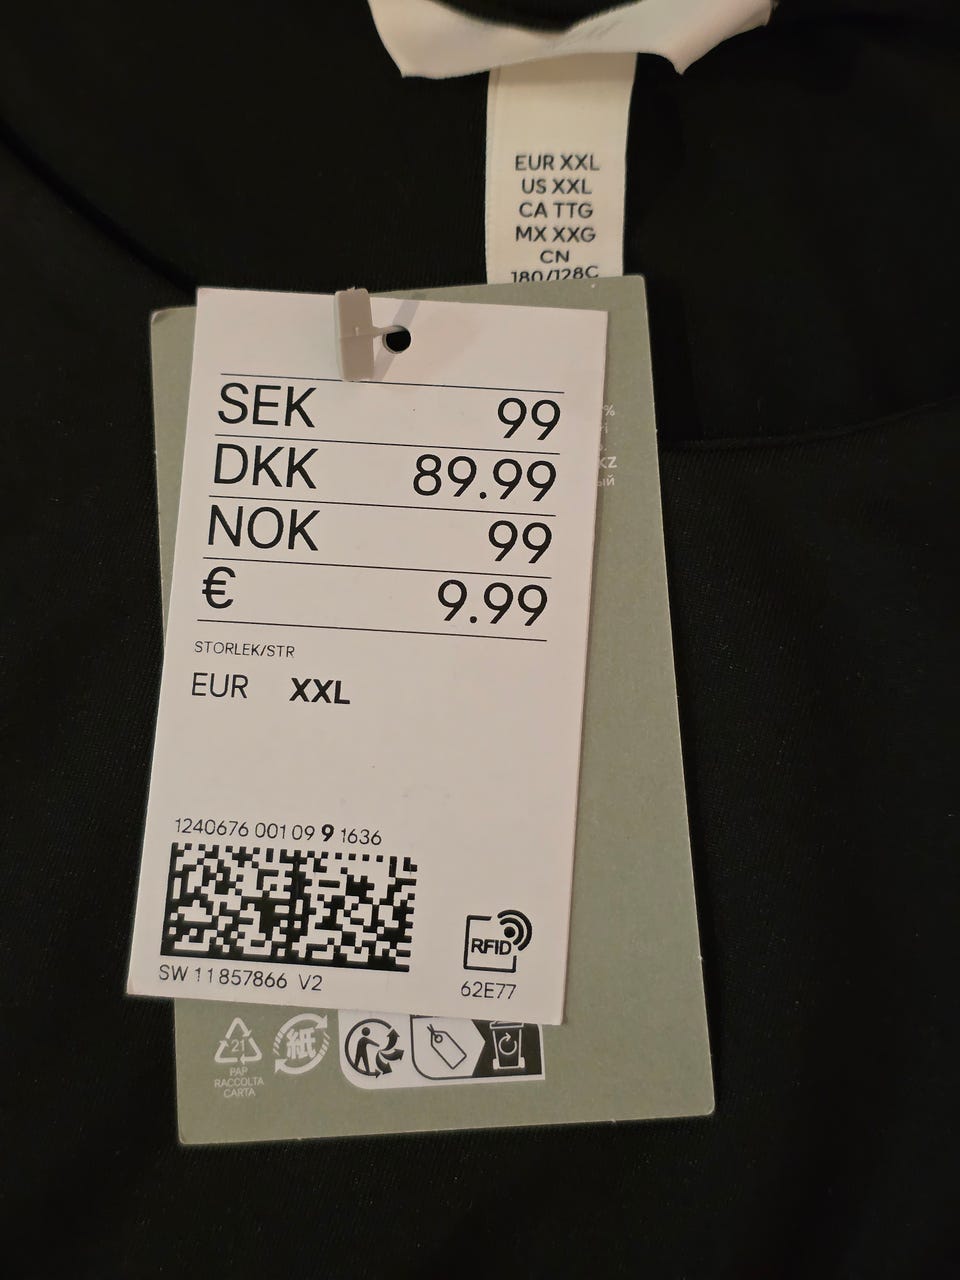 EUR XXL
US XXL
CA TTG
MX XXG
CN
180/128C
SEK 99
DKK 89.99
NOK 99
€ 9.99
STORLEK/STR
EUR XXL
1240676 001 09 9 1636
SW 11857866 V2
RFID
62E77
%
KZ
ый
21
PAP
RACCOLTA
CARTA
紙